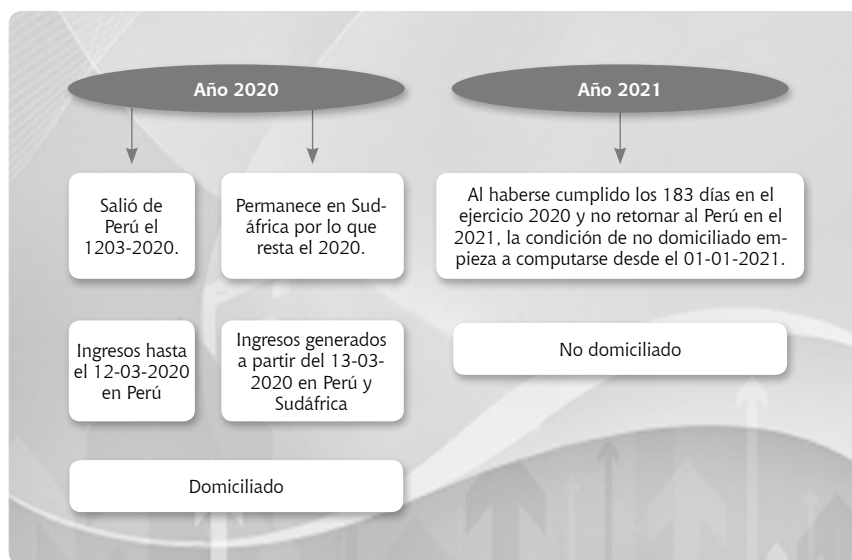 Año 2020
Salió de
Perú el
1203-2020.
Permanece en Sud-
áfrica por lo que
resta el 2020.
Ingresos hasta
el 12-03-2020
en Perú
Ingresos generados
a partir del 13-03-
2020 en Perú y
Sudáfrica
Domiciliado
Año 2021
Al haberse cumplido los 183 días en el
ejercicio 2020 y no retornar al Perú en el
2021, la condición de no domiciliado em-
pieza a computarse desde el 01-01-2021.
No domiciliado